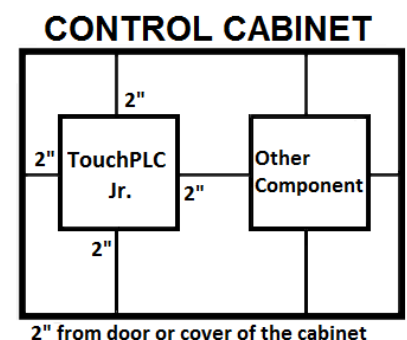 CONTROL CABINET
2"
2"
TouchPLC
Jr.
2"
Other
Component
2"
2" from door or cover of the cabinet